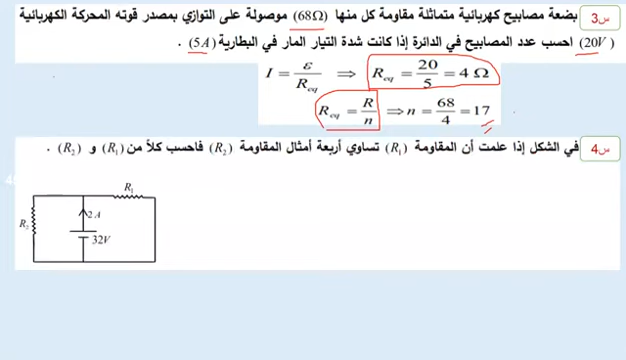 س3 بضعة مصابيح كهربائية متماثلة مقاومة كل منها (68Ω) موصولة على التوازي بمصدر قوته المحركة الكهربائية
(20V) احسب عدد المصابيح في الدائرة إذا كانت شدة التيار المار في البطارية (5A) .
I = ε / R_eq ⟹ R_eq = 20 / 5 = 4 Ω
R_eq = R / n ⟹ n = 68 / 4 = 17
س4 في الشكل إذا علمت أن المقاومة (R₁) تساوي أربعة أمثال المقاومة (R₂) فاحسب كلاً من (R₁) و (R₂) .
R₁
2 A
R₂
32V